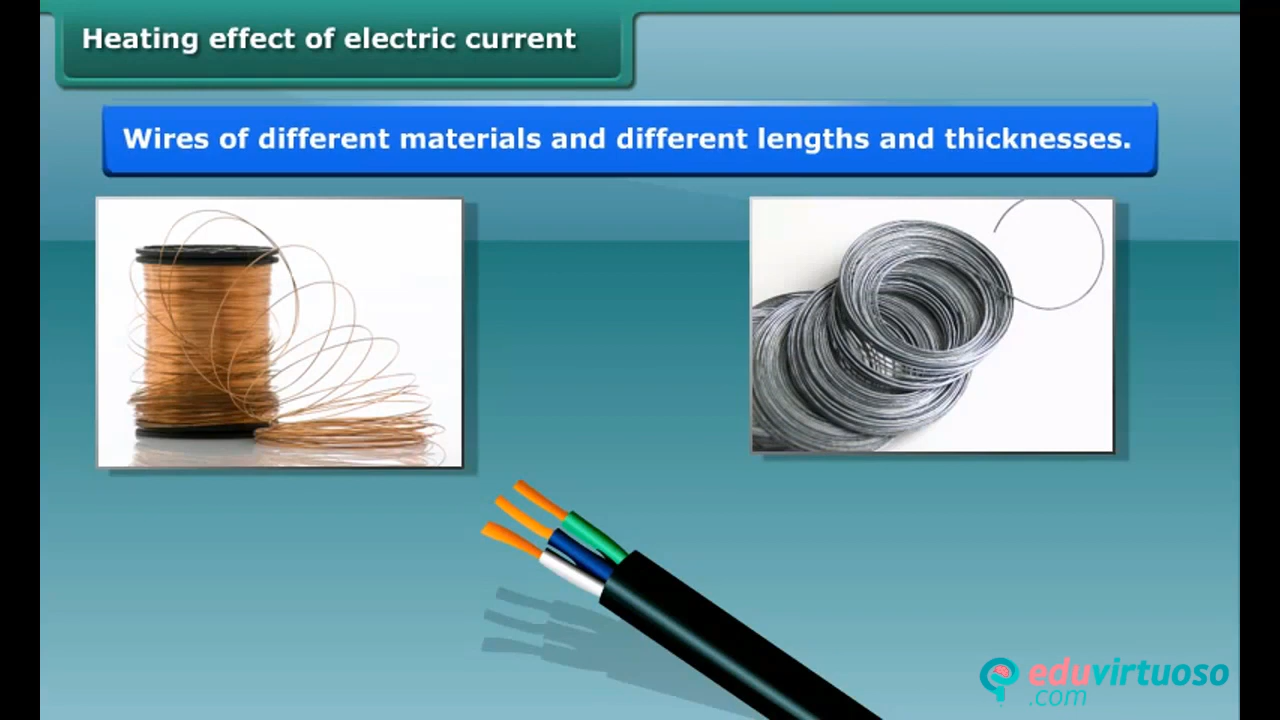 Heating effect of electric current
Wires of different materials and different lengths and thicknesses.
eduvirtuoso
.com